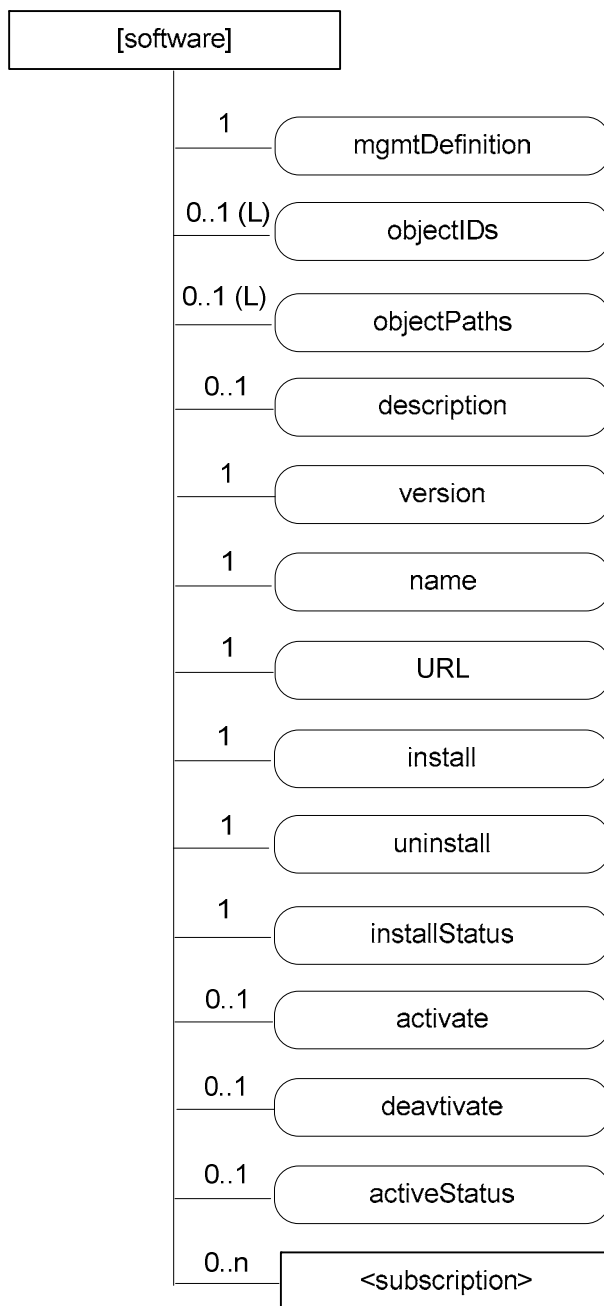 [software]
1
mgmtDefinition
0..1 (L)
objectIDs
0..1 (L)
objectPaths
0..1
description
1
version
1
name
1
URL
1
install
1
uninstall
1
installStatus
0..1
activate
0..1
deavtivate
0..1
activeStatus
0..n
<subscription>